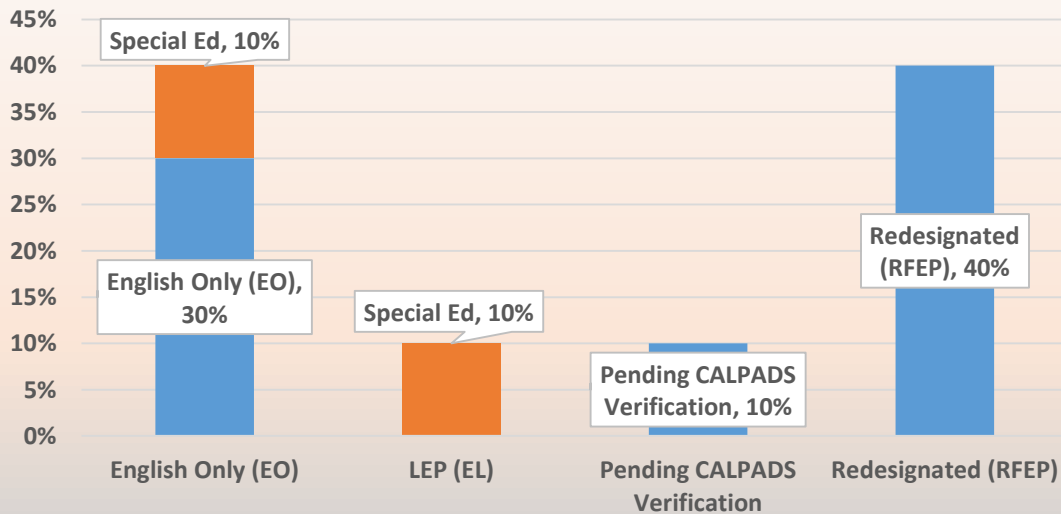 45%
40%
35%
30%
25%
20%
15%
10%
5%
0%
Special Ed, 10%
English Only (EO),
30%
Special Ed, 10%
Pending CALPADS
Verification, 10%
Redesignated
(RFEP), 40%
English Only (EO)
LEP (EL)
Pending CALPADS
Verification
Redesignated (RFEP)